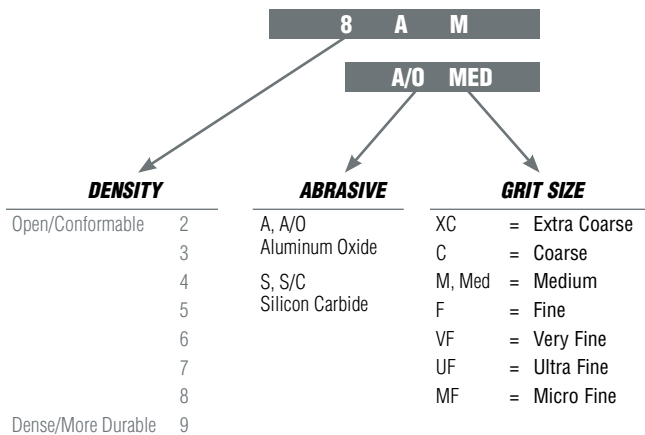 8 A M
A/O MED
DENSITY
Open/Conformable 2
3
4
5
6
7
8
Dense/More Durable 9
ABRASIVE
A, A/O
Aluminum Oxide
S, S/C
Silicon Carbide
GRIT SIZE
XC = Extra Coarse
C = Coarse
M, Med = Medium
F = Fine
VF = Very Fine
UF = Ultra Fine
MF = Micro Fine